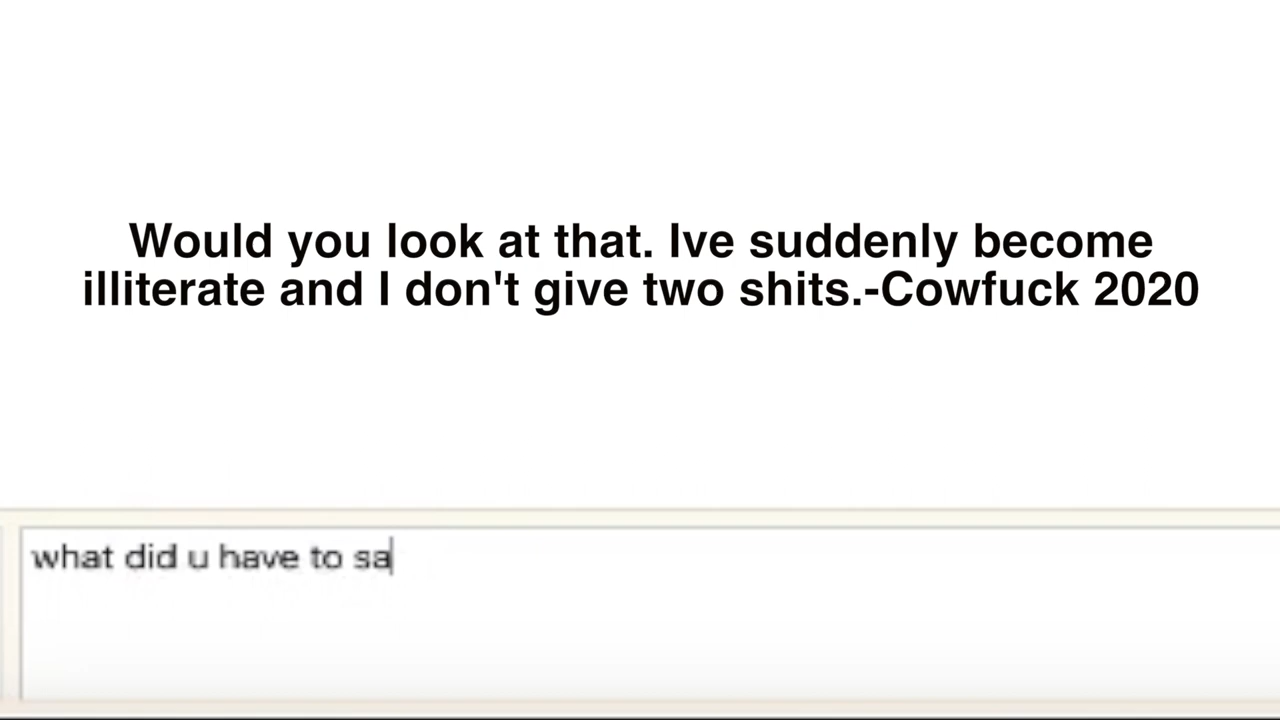 Would you look at that. Ive suddenly become
illiterate and I don't give two shits.-Cowfuck 2020
what did u have to sa